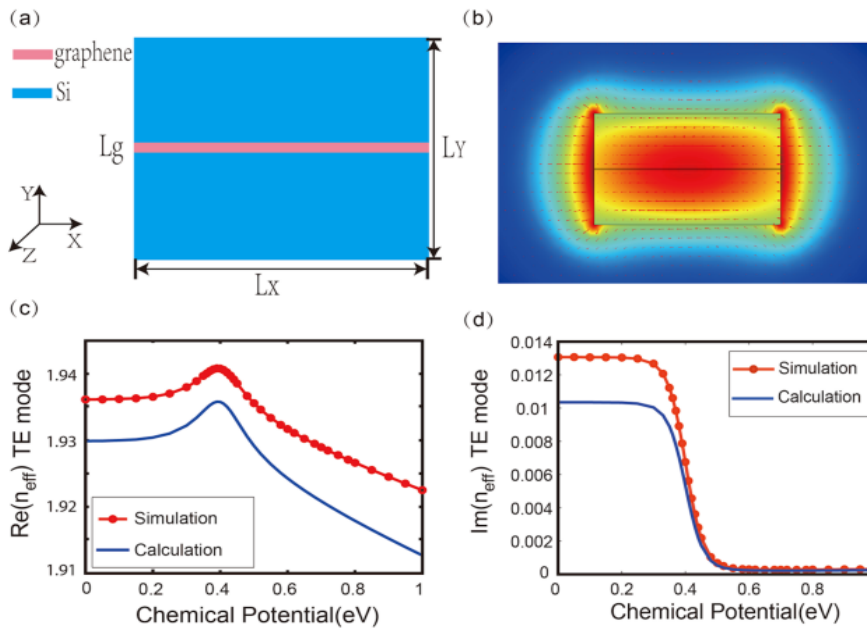 (a)
graphene
Si
Lg
LY
Lx
Y
X
Z
(b)
(c)
Re(neff) TE mode
1.94
1.93
1.92
1.91
Simulation
Calculation
0 0.2 0.4 0.6 0.8 1
Chemical Potential(eV)
(d)
Im(neff) TE mode
0.014
0.012
0.01
0.008
0.006
0.004
0.002
0
Simulation
Calculation
0 0.2 0.4 0.6 0.8
Chemical Potential(eV)